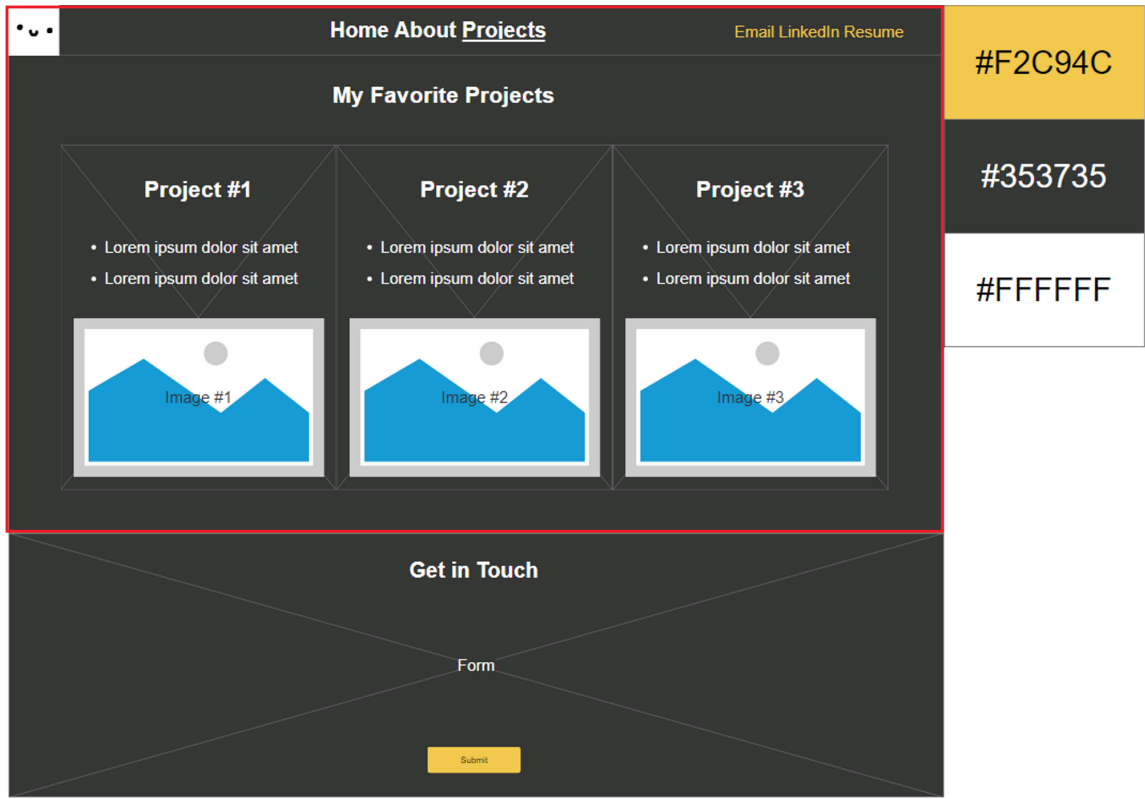 Home About Projects
Email LinkedIn Resume
My Favorite Projects
Project #1
Lorem ipsum dolor sit amet
Lorem ipsum dolor sit amet
Image #1
Project #2
Lorem ipsum dolor sit amet
Lorem ipsum dolor sit amet
Image #2
Project #3
Lorem ipsum dolor sit amet
Lorem ipsum dolor sit amet
Image #3
Get in Touch
Form
Submit
#F2C94C
#353735
#FFFFFF